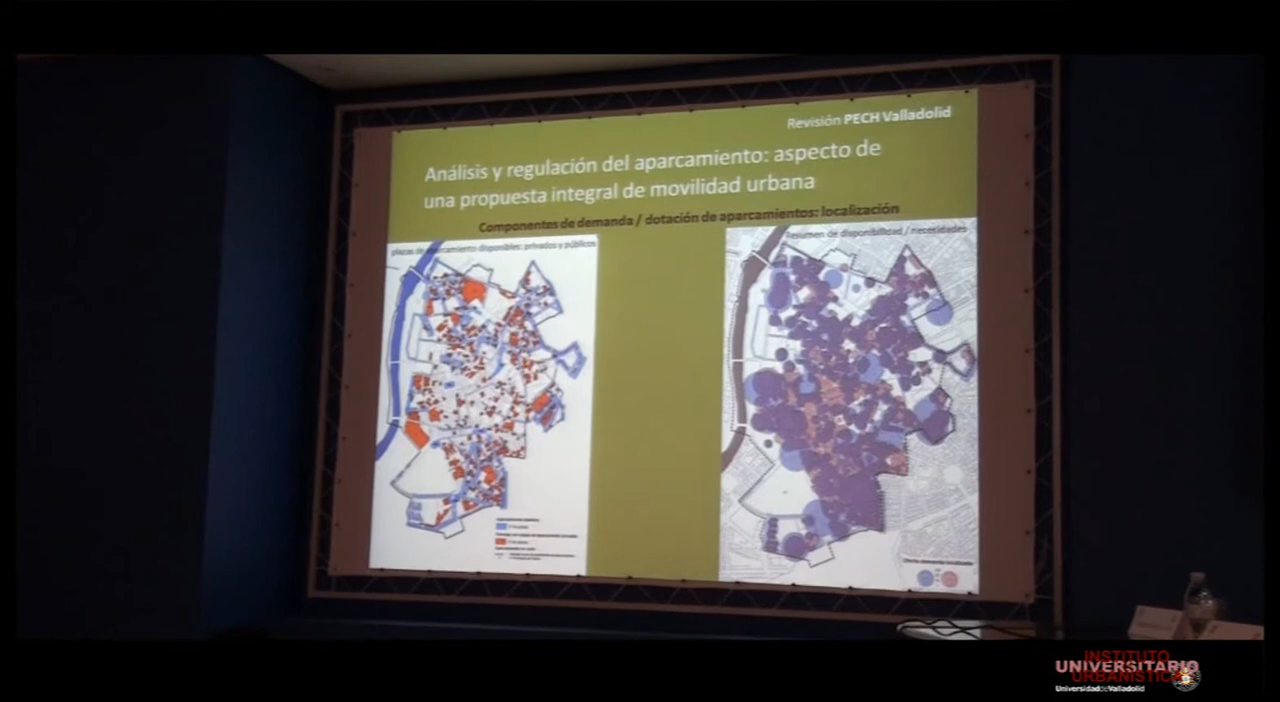 Revisión PECH Valladolid
Análisis y regulación del aparcamiento: aspecto de
una propuesta integral de movilidad urbana
Componentes de demanda / dotación de aparcamientos: localización
plazas de aparcamiento disponibles: privados y públicos
Resumen de disponibilidad / necesidades
INSTITUTO
UNIVERSITARIO
URBANÍSTICA
Universidad de Valladolid